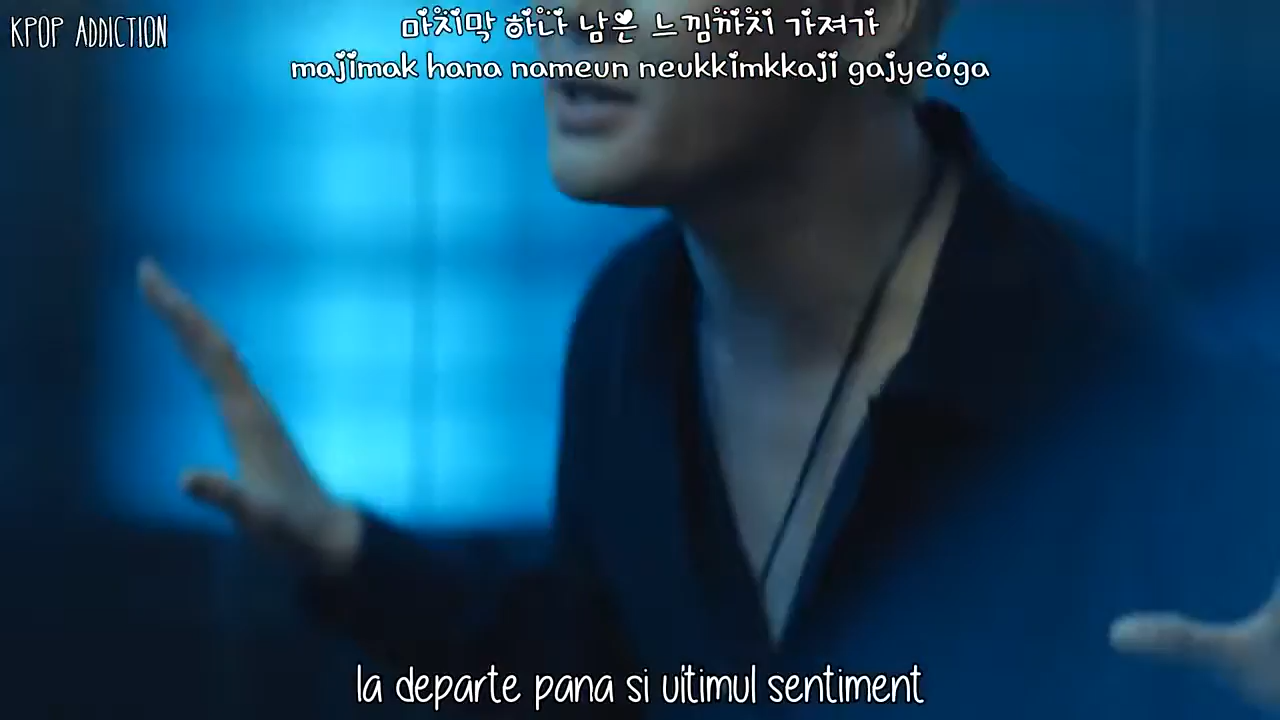 KPOP ADDICTION
마지막 하나 남은 느낌까지 가져가
majimak hana nameun neukkimkkaji gajyeoga
la departe pana si ultimul sentiment